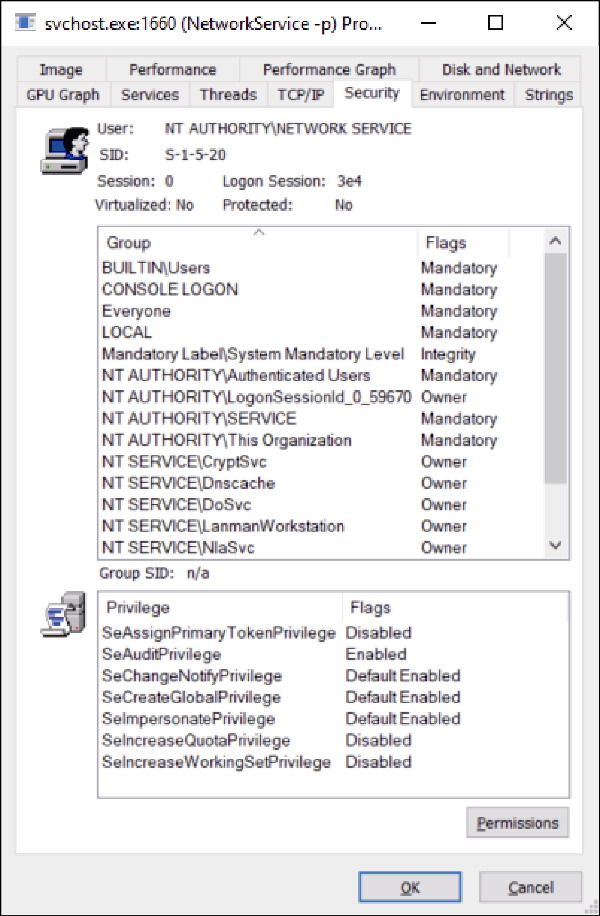 svchost.exe:1660 (NetworkService -p) Pro...
Image Performance Performance Graph Disk and Network
GPU Graph Services Threads TCP/IP Security Environment Strings
User: NT AUTHORITY\NETWORK SERVICE
SID: S-1-5-20
Session: 0 Logon Session: 3e4
Virtualized: No Protected: No
Group Flags
BUILTIN\Users Mandatory
CONSOLE LOGON Mandatory
Everyone Mandatory
LOCAL Mandatory
Mandatory Label\System Mandatory Level Integrity
NT AUTHORITY\Authenticated Users Mandatory
NT AUTHORITY\LogonSessionId_0_59670 Owner
NT AUTHORITY\SERVICE Mandatory
NT AUTHORITY\This Organization Mandatory
NT SERVICE\CryptSvc Owner
NT SERVICE\Dnscache Owner
NT SERVICE\DoSvc Owner
NT SERVICE\LanmanWorkstation Owner
NT SERVICE\NlaSvc Owner
Group SID: n/a
Privilege Flags
SeAssignPrimaryTokenPrivilege Disabled
SeAuditPrivilege Enabled
SeChangeNotifyPrivilege Default Enabled
SeCreateGlobalPrivilege Default Enabled
SeImpersonatePrivilege Default Enabled
SeIncreaseQuotaPrivilege Disabled
SeIncreaseWorkingSetPrivilege Disabled
Permissions
OK Cancel